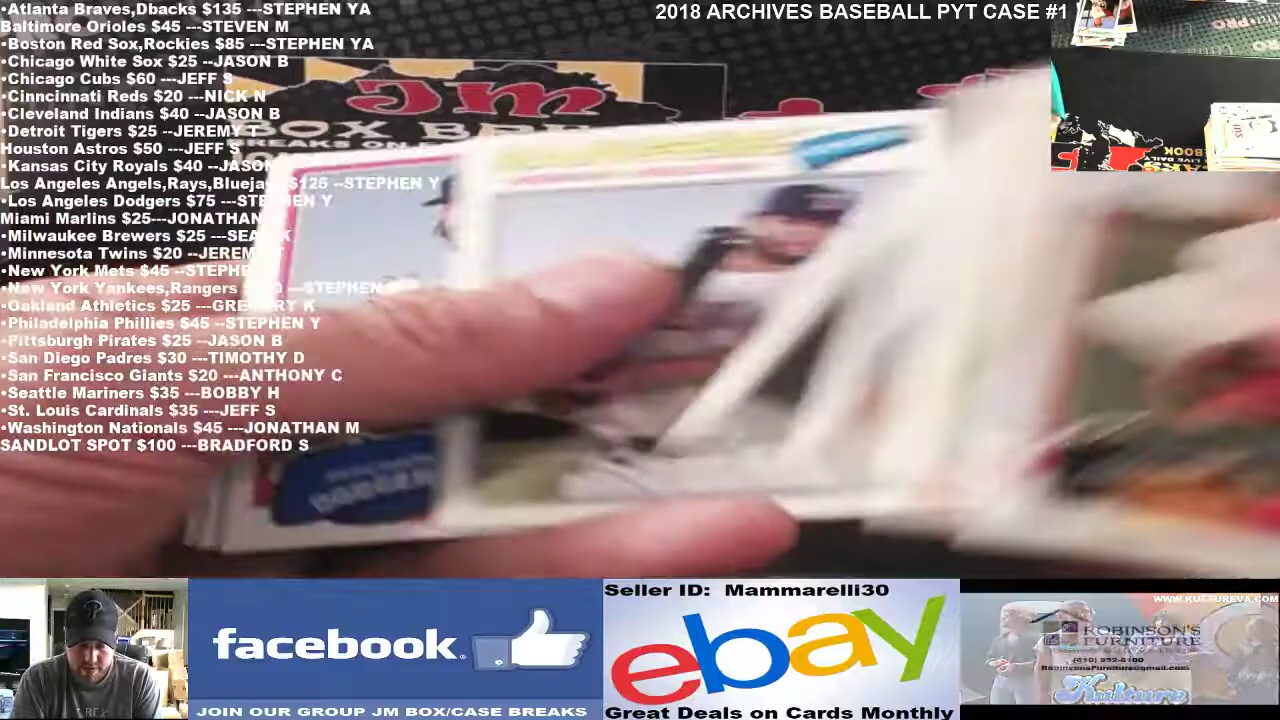 •Atlanta Braves,Dbacks $135 ---STEPHEN YA
Baltimore Orioles $45 ---STEVEN M
•Boston Red Sox,Rockies $85 ---STEPHEN YA
•Chicago White Sox $25 ---JASON B
•Chicago Cubs $60 ---JEFF S
•Cinncincinnati Reds $20 ---NICK N
•Cleveland Indians $40 ---JASON B
•Detroit Tigers $25 ---JEREMY T
Houston Astros $50 ---JEFF S
•Kansas City Royals $40 ---JASON
Los Angeles Angels,Rays,Bluejays $125 --STEPHEN Y
•Los Angeles Dodgers $75 ---STEPHEN Y
Miami Marlins $25---JONATHAN
•Milwaukee Brewers $25 ---SEAN K
•Minnesota Twins $20 --JEREMY T
•New York Mets $45 --STEPHEN
•New York Yankees,Rangers ---STEPHEN
•Oakland Athletics $25 ---GREGORY K
•Philadelphia Phillies $45 --STEPHEN Y
•Pittsburgh Pirates $25 ---JASON B
•San Diego Padres $30 ---TIMOTHY D
•San Francisco Giants $20 ---ANTHONY C
•Seattle Mariners $35 ---BOBBY H
•St. Louis Cardinals $35 ---JEFF S
•Washington Nationals $45 ---JONATHAN M
SANDLOT SPOT $100 ---BRADFORD S
2018 ARCHIVES BASEBALL PYT CASE #1
JM
BOX
BREAKS ON
DODGERS
facebook
JOIN OUR GROUP JM BOX/CASE BREAKS
Seller ID: Mammarelli30
ebay
Great Deals on Cards Monthly
WWW.KULTUREVA.COM
ROBINSON'S
FURNITURE
(610) 932-6100
RobinsonsFurniture@gmail.com
Kulture